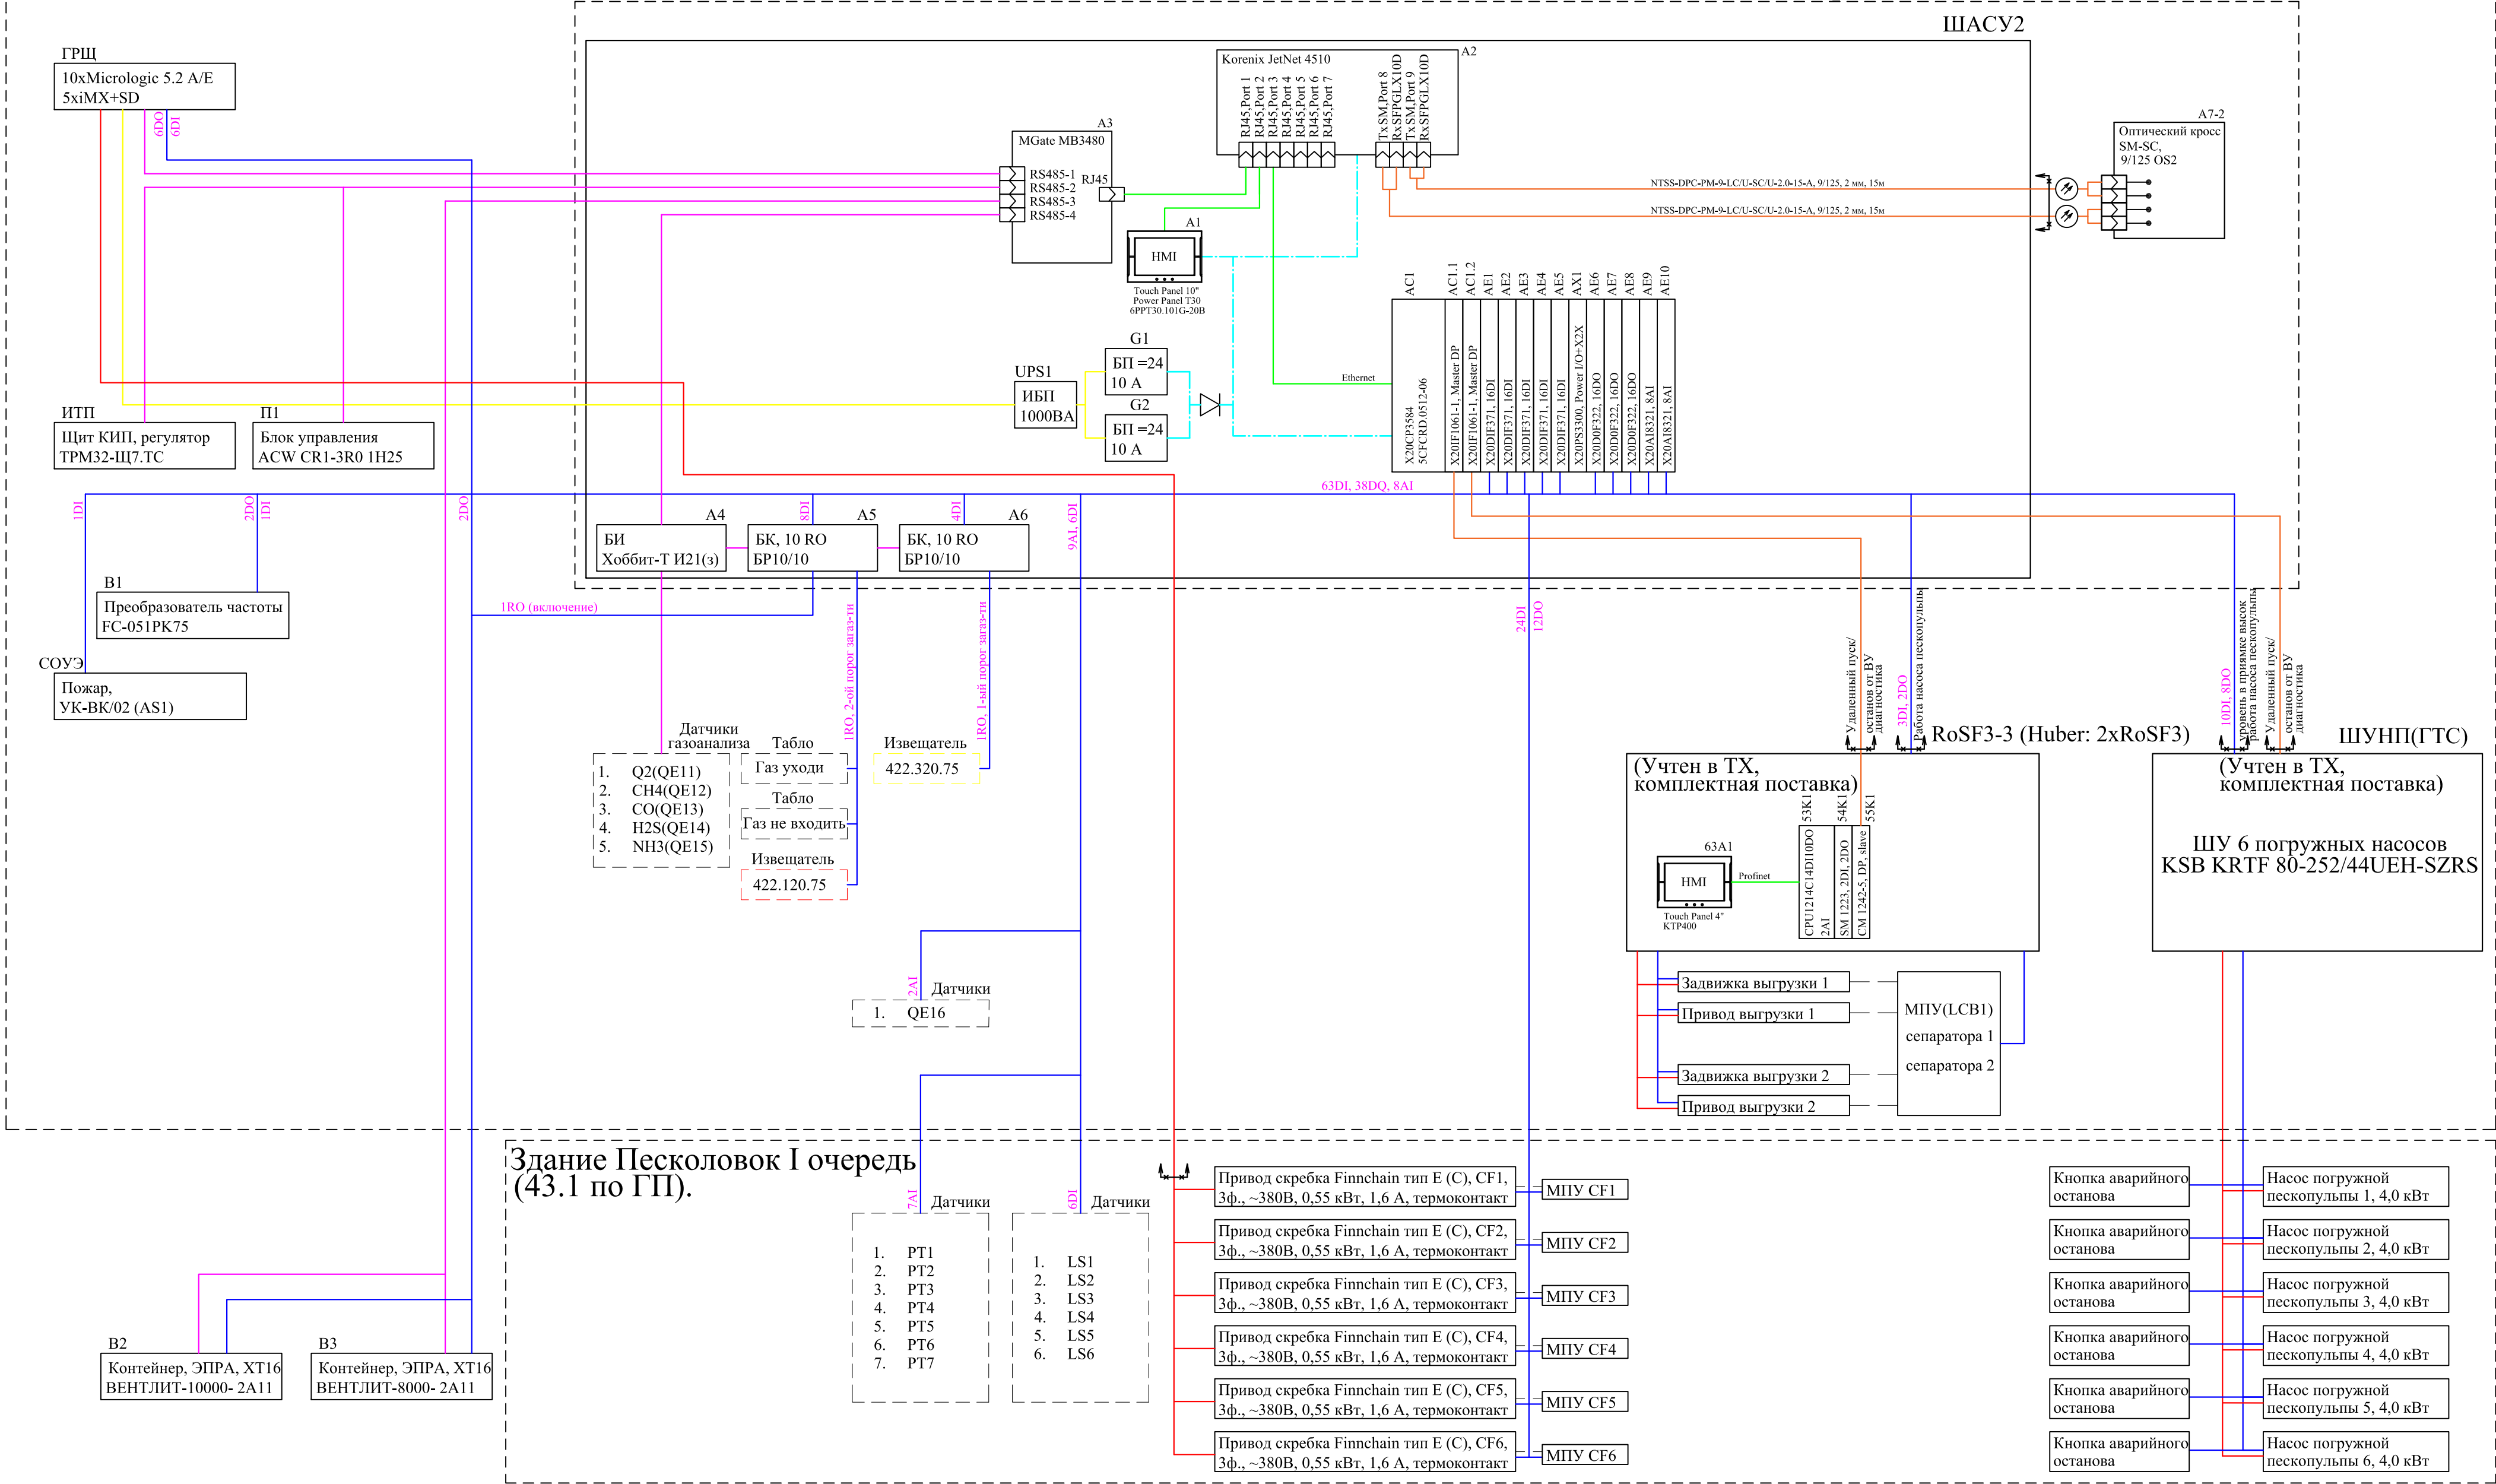 ШАСУ2
ГРЩ
10xMicrologic 5.2 A/E
5xiMX+SD
6DO
6DI
Korenix JetNet 4510
A2
RJ45,Port 1
RJ45,Port 2
RJ45,Port 3
RJ45,Port 4
RJ45,Port 5
RJ45,Port 6
RJ45,Port 7
TxSM,Port 8
RxSFPGLX10D
TxSM,Port 9
RxSFPGLX10D
A3
MGate MB3480
RS485-1
RS485-2
RS485-3
RS485-4
RJ45
A7-2
Оптический кросс
SM-SC,
9/125 OS2
NTSS-DPC-PM-9-LC/U-SC/U-2.0-15-A, 9/125, 2 мм, 15м
NTSS-DPC-PM-9-LC/U-SC/U-2.0-15-A, 9/125, 2 мм, 15м
A1
HMI
Touch Panel 10"
Power Panel T30
6PPT30.101G-20B
AC1
AC1.1
AC1.2
AE1
AE2
AE3
AE4
AE5
AX1
AE6
AE7
AE8
AE9
AE10
X20CP3584
5CFCRD.0512-06
X20IF1061-1, Master DP
X20IF1061-1, Master DP
X20DIF371, 16DI
X20DIF371, 16DI
X20DIF371, 16DI
X20DIF371, 16DI
X20DIF371, 16DI
X20PS3300, Power I/O+X2X
X20D0F322, 16DO
X20D0F322, 16DO
X20D0F322, 16DO
X20AI8321, 8AI
X20AI8321, 8AI
Ethernet
UPS1
ИБП
1000ВА
G1
БП =24
10 А
G2
БП =24
10 А
ИТП
Щит КИП, регулятор
ТРМ32-Щ7.ТС
П1
Блок управления
ACW CR1-3R0 1H25
63DI, 38DQ, 8AI
1DI
2DO
1DI
2DO
8DI
4DI
9AI, 6DI
A4
БИ
Хоббит-Т И21(з)
A5
БК, 10 RO
БР10/10
A6
БК, 10 RO
БР10/10
B1
Преобразователь частоты
FC-051PK75
1RO (включение)
СОУЭ
Пожар,
УК-ВК/02 (AS1)
1RO, 2-ой порог загаз-ти
1RO, 1-ый порог загаз-ти
24DI
12DO
Датчики
газоанализа
1. Q2(QE11)
2. CH4(QE12)
3. CO(QE13)
4. H2S(QE14)
5. NH3(QE15)
Табло
Газ уходи
Табло
Газ не входить
Извещатель
422.120.75
Извещатель
422.320.75
Удаленный пуск/
останов от ВУ
диагностика
3DI, 2DO
Работа насоса пескопульпы
10DI, 8DO
уровень в приямке высок
работа насоса пескопульпы
Удаленный пуск/
останов от ВУ
диагностика
RoSF3-3 (Huber: 2xRoSF3)
(Учтен в ТХ,
комплектная поставка)
53K1
54K1
55K1
CPU1214C14DI10DO
2AI
SM 1223, 2DI, 2DO
CM 1242-5, DP, slave
63A1
HMI
Profinet
Touch Panel 4"
KTP400
ШУНП(ГТС)
(Учтен в ТХ,
комплектная поставка)
ШУ 6 погружных насосов
KSB KRTF 80-252/44UEH-SZRS
Задвижка выгрузки 1
Привод выгрузки 1
Задвижка выгрузки 2
Привод выгрузки 2
МПУ(LCB1)
сепаратора 1
сепаратора 2
2AI
Датчики
1. QE16
Здание Песколовок I очередь
(43.1 по ГП).
7AI
Датчики
1. PT1
2. PT2
3. PT3
4. PT4
5. PT5
6. PT6
7. PT7
6DI
Датчики
1. LS1
2. LS2
3. LS3
4. LS4
5. LS5
6. LS6
Привод скребка Finnchain тип E (C), CF1,
3ф., ~380В, 0,55 кВт, 1,6 А, термоконтакт
МПУ CF1
Привод скребка Finnchain тип E (C), CF2,
3ф., ~380В, 0,55 кВт, 1,6 А, термоконтакт
МПУ CF2
Привод скребка Finnchain тип E (C), CF3,
3ф., ~380В, 0,55 кВт, 1,6 А, термоконтакт
МПУ CF3
Привод скребка Finnchain тип E (C), CF4,
3ф., ~380В, 0,55 кВт, 1,6 А, термоконтакт
МПУ CF4
Привод скребка Finnchain тип E (C), CF5,
3ф., ~380В, 0,55 кВт, 1,6 А, термоконтакт
МПУ CF5
Привод скребка Finnchain тип E (C), CF6,
3ф., ~380В, 0,55 кВт, 1,6 А, термоконтакт
МПУ CF6
Кнопка аварийного
останова
Насос погружной
пескопульпы 1, 4,0 кВт
Кнопка аварийного
останова
Насос погружной
пескопульпы 2, 4,0 кВт
Кнопка аварийного
останова
Насос погружной
пескопульпы 3, 4,0 кВт
Кнопка аварийного
останова
Насос погружной
пескопульпы 4, 4,0 кВт
Кнопка аварийного
останова
Насос погружной
пескопульпы 5, 4,0 кВт
Кнопка аварийного
останова
Насос погружной
пескопульпы 6, 4,0 кВт
B2
Контейнер, ЭПРА, XT16
ВЕНТЛИТ-10000- 2A11
B3
Контейнер, ЭПРА, XT16
ВЕНТЛИТ-8000- 2A11